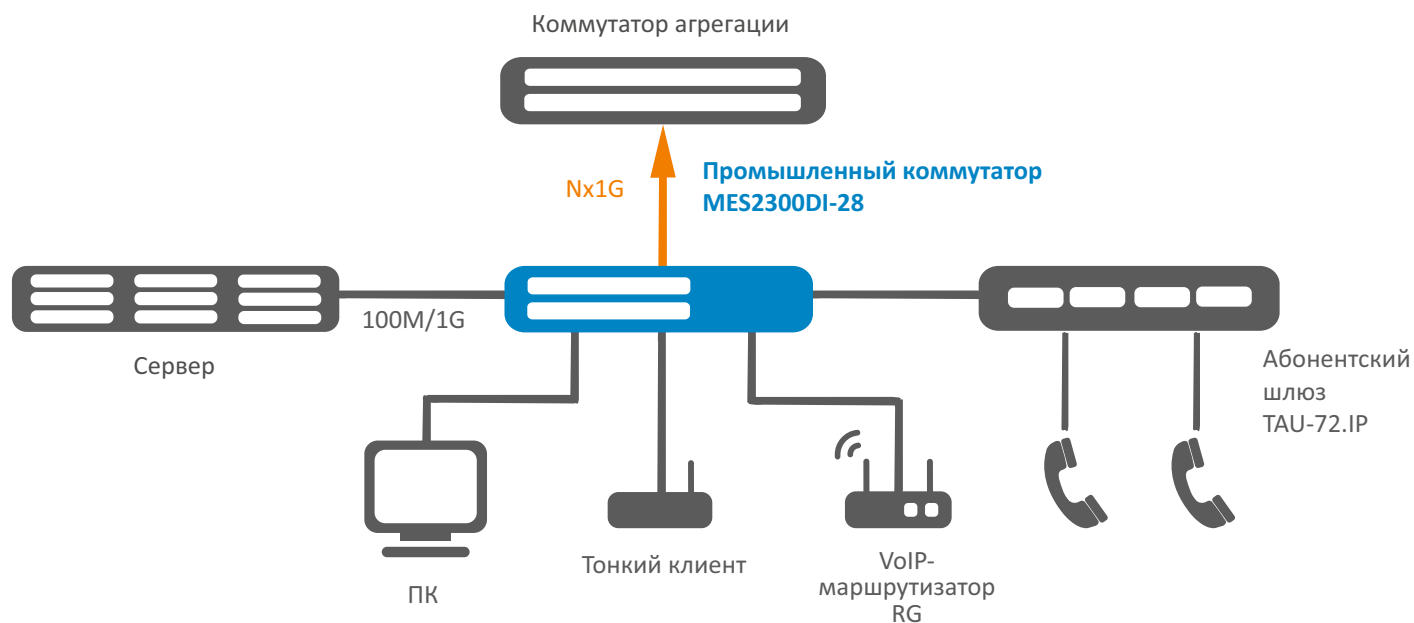 Коммутатор агрегации
Nx1G
Промышленный коммутатор
MES2300DI-28
100M/1G
Сервер
Абонентский
шлюз
TAU-72.IP
ПК
Тонкий клиент
VoIP-
маршрутизатор
RG